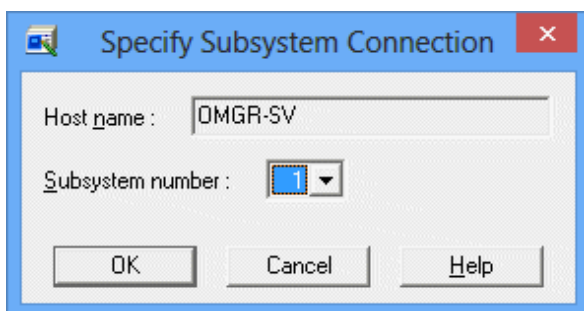 Specify Subsystem Connection
Host name : OMGR-SV
Subsystem number : 1
OK Cancel Help